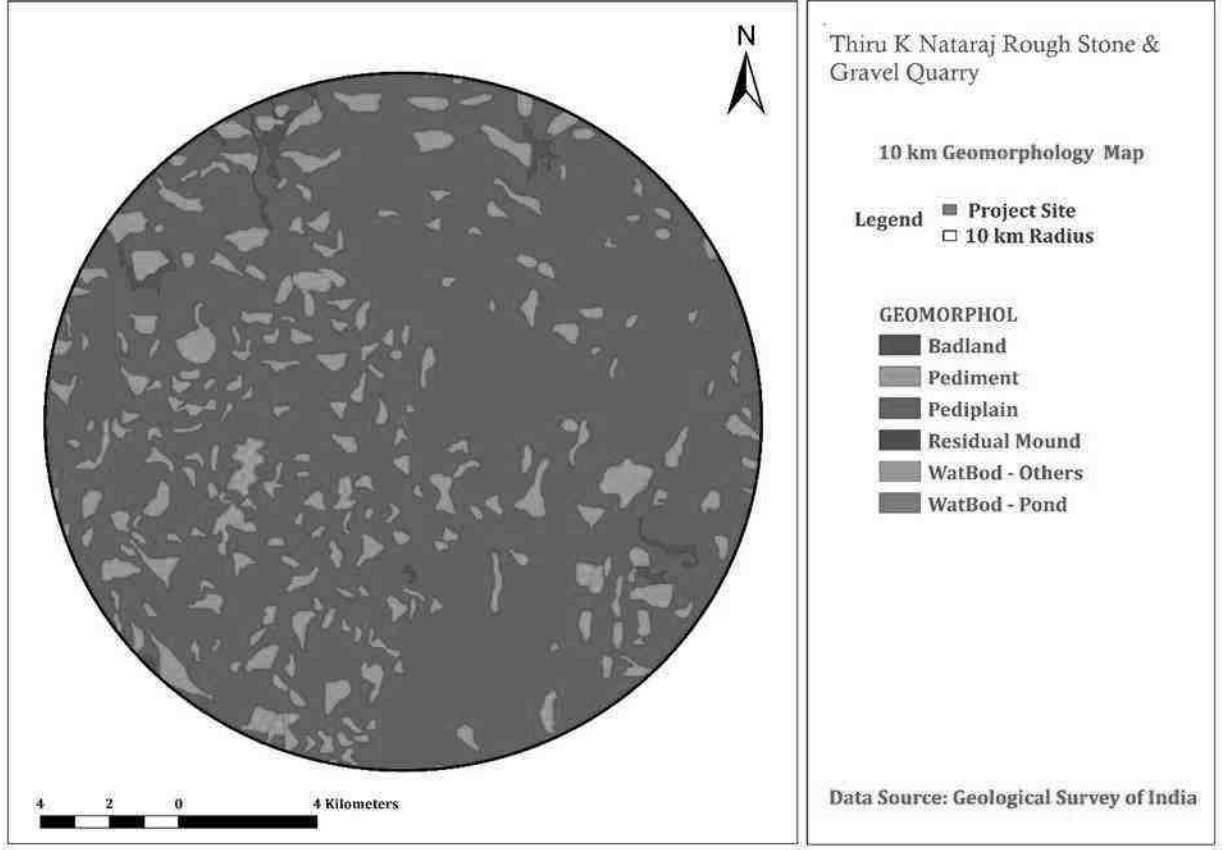 N
4 2 0 4 Kilometers
Thiru K Nataraj Rough Stone &
Gravel Quarry
10 km Geomorphology Map
Legend
Project Site
10 km Radius
GEOMORPHOL
Badland
Pediment
Pediplain
Residual Mound
WatBod - Others
WatBod - Pond
Data Source: Geological Survey of India